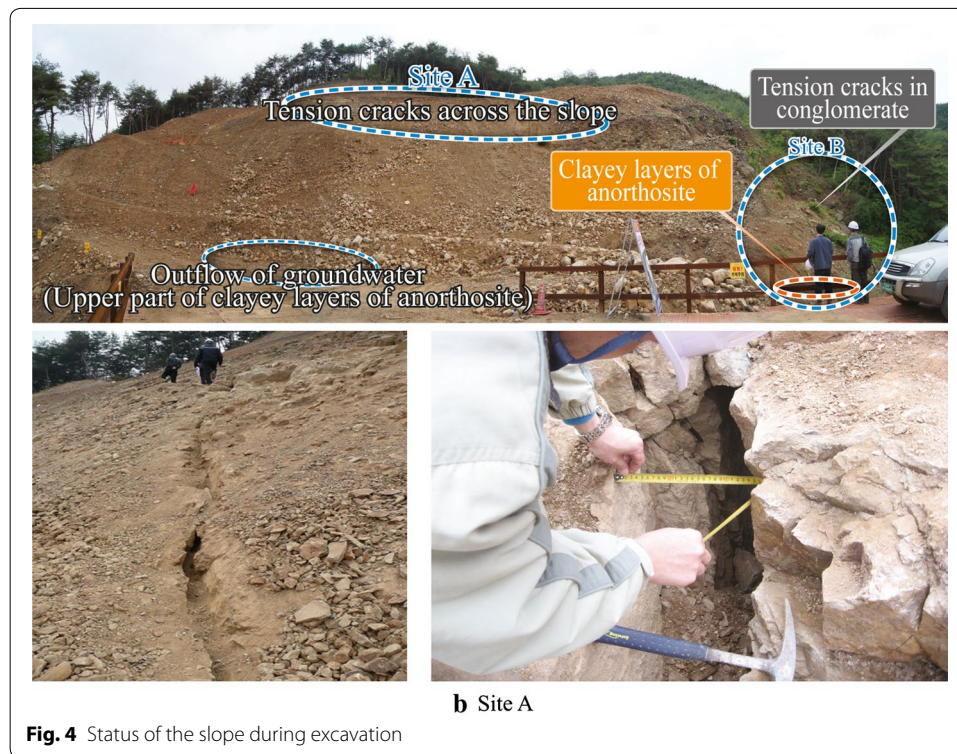 Site A
Tension cracks across the slope
Tension cracks in
conglomerate
Site B
Clayey layers of
anorthosite
Outflow of groundwater
(Upper part of clayey layers of anorthosite)
b Site A
Fig. 4 Status of the slope during excavation